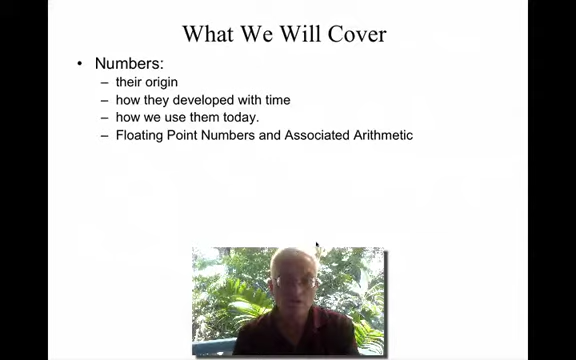 What We Will Cover
• Numbers:
– their origin
– how they developed with time
– how we use them today.
– Floating Point Numbers and Associated Arithmetic